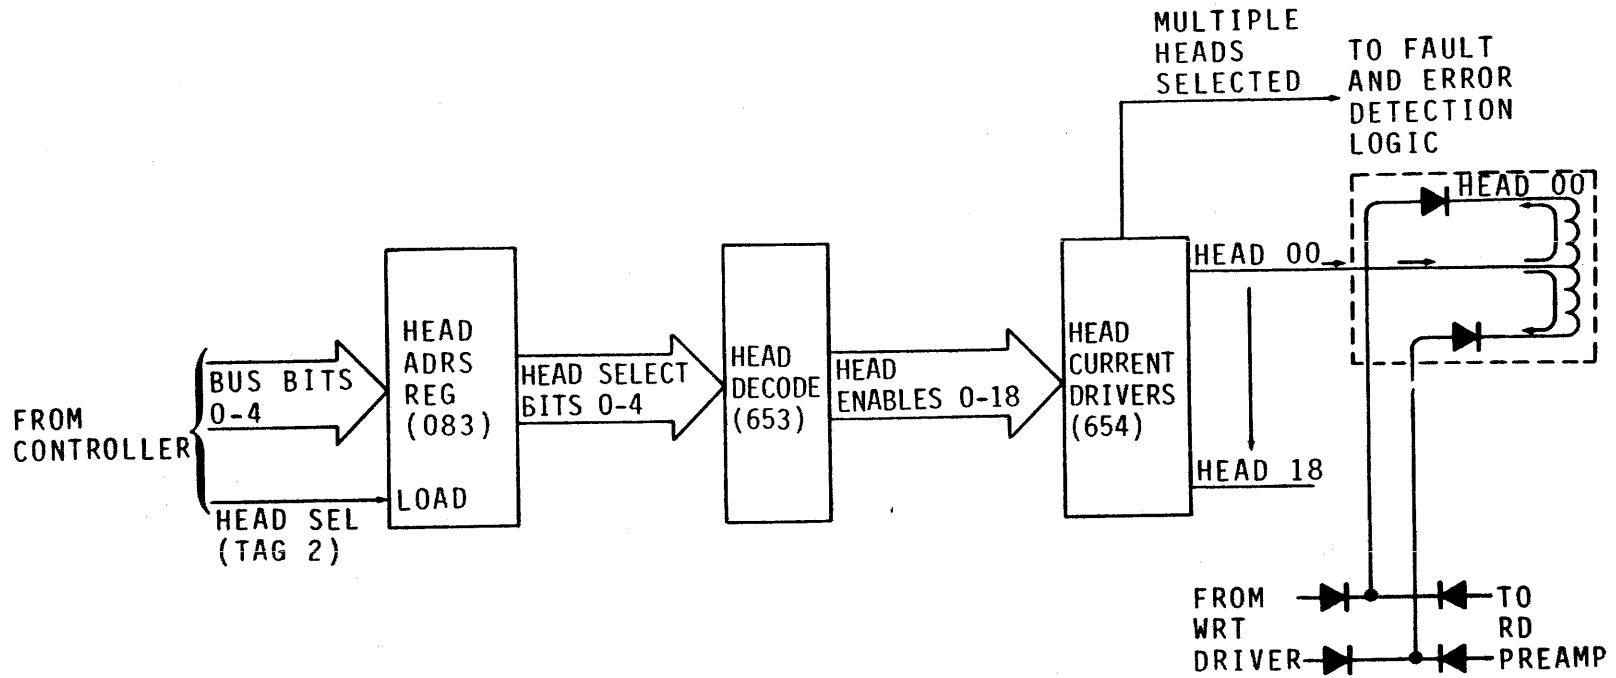 MULTIPLE
HEADS
SELECTED
TO FAULT
AND ERROR
DETECTION
LOGIC
HEAD 00
HEAD 00
HEAD
ADRS
REG
(083)
LOAD
HEAD
DECODE
(653)
HEAD
CURRENT
DRIVERS
(654)
BUS BITS
0-4
HEAD SELECT
BITS 0-4
HEAD
ENABLES 0-18
FROM
CONTROLLER
HEAD 18
HEAD SEL
(TAG 2)
FROM
WRT
DRIVER
TO
RD
PREAMP